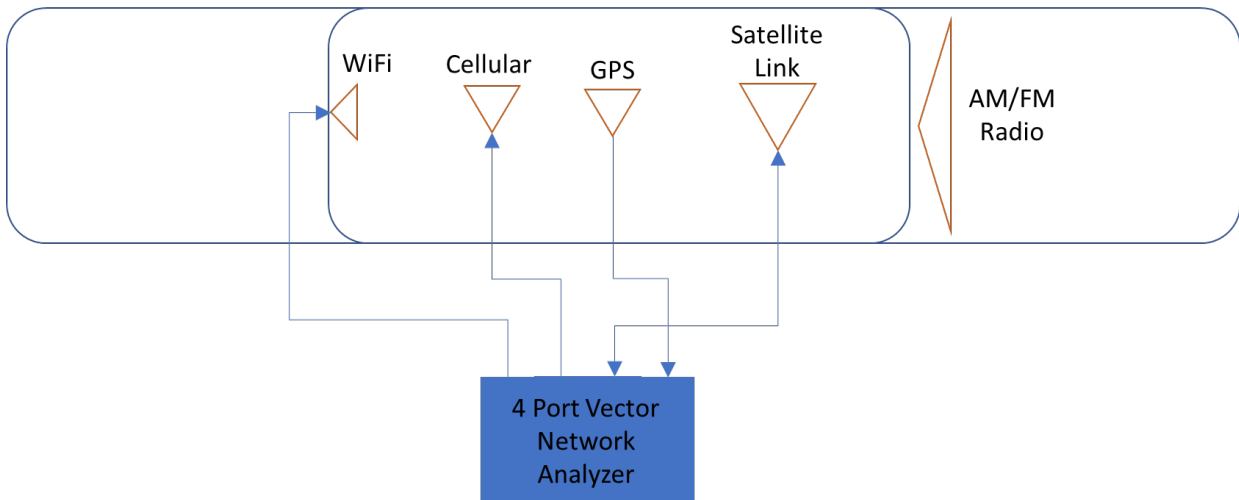 WiFi
Cellular
GPS
Satellite
Link
AM/FM
Radio
4 Port Vector
Network
Analyzer